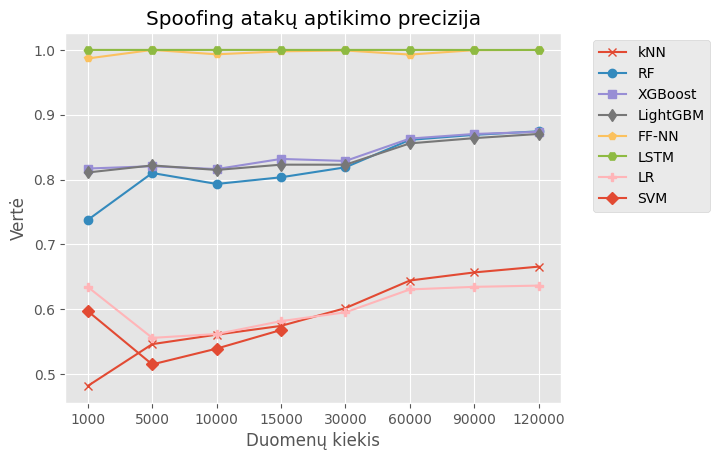 Spoofing atakų aptikimo precizija
Vertė
1.0
0.9
0.8
0.7
0.6
0.5
1000 5000 10000 15000 30000 60000 90000 120000
Duomenų kiekis
kNN
RF
XGBoost
LightGBM
FF-NN
LSTM
LR
SVM